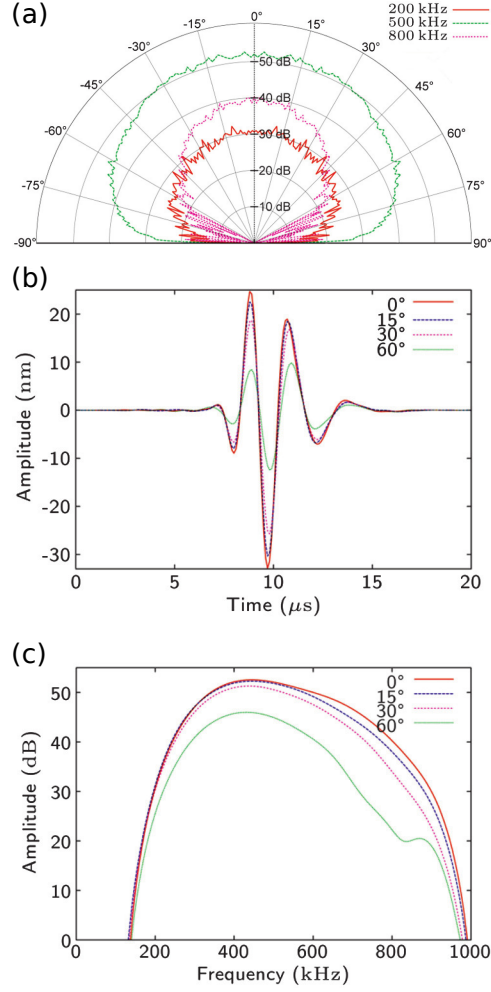 (a)
200 kHz
500 kHz
800 kHz
-90° -75° -60° -45° -30° -15° 0° 15° 30° 45° 60° 75° 90°
50 dB
40 dB
30 dB
20 dB
10 dB
(b)
Amplitude (nm)
20
10
0
-10
-20
-30
0°
15°
30°
60°
0 5 10 15 20
Time (μs)
(c)
Amplitude (dB)
50
40
30
20
10
0
0°
15°
30°
60°
0 200 400 600 800 1000
Frequency (kHz)